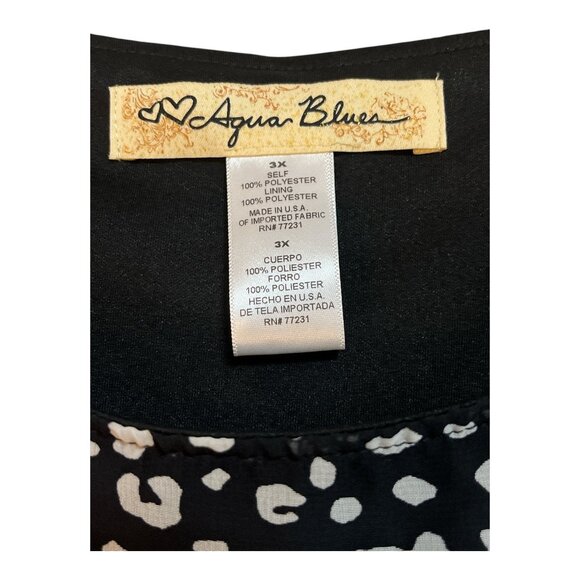 Aqua Blues
3X
SELF
100% POLYESTER
LINING
100% POLYESTER
MADE IN U.S.A.
OF IMPORTED FABRIC
RN# 77231
3X
CUERPO
100% POLIESTER
FORRO
100% POLIESTER
HECHO EN U.S.A.
DE TELA IMPORTADA
RN# 77231